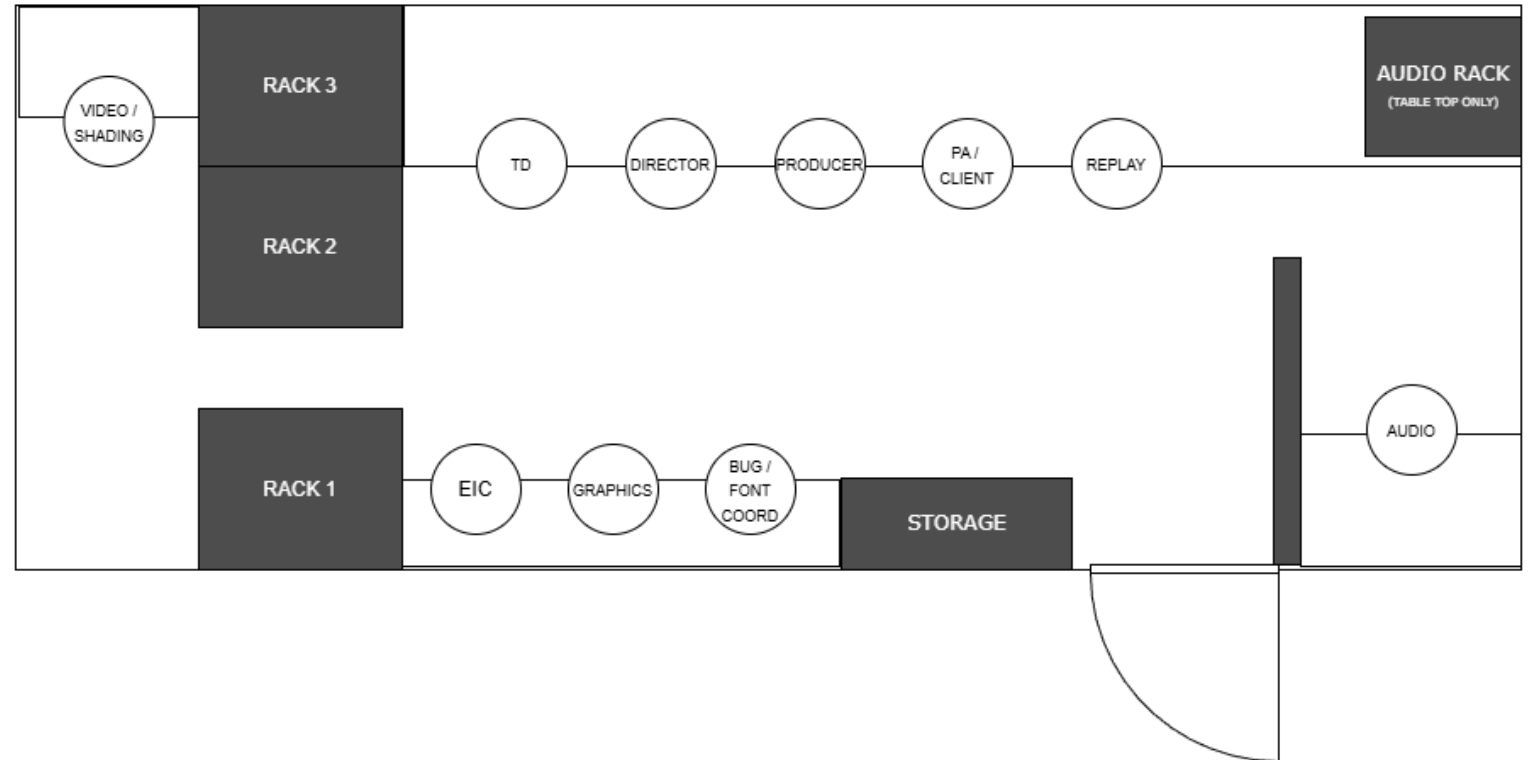 RACK 3
AUDIO RACK
(TABLE TOP ONLY)
VIDEO /
SHADING
TD
DIRECTOR
PRODUCER
PA /
CLIENT
REPLAY
RACK 2
AUDIO
RACK 1
EIC
GRAPHICS
BUG /
FONT
COORD
STORAGE